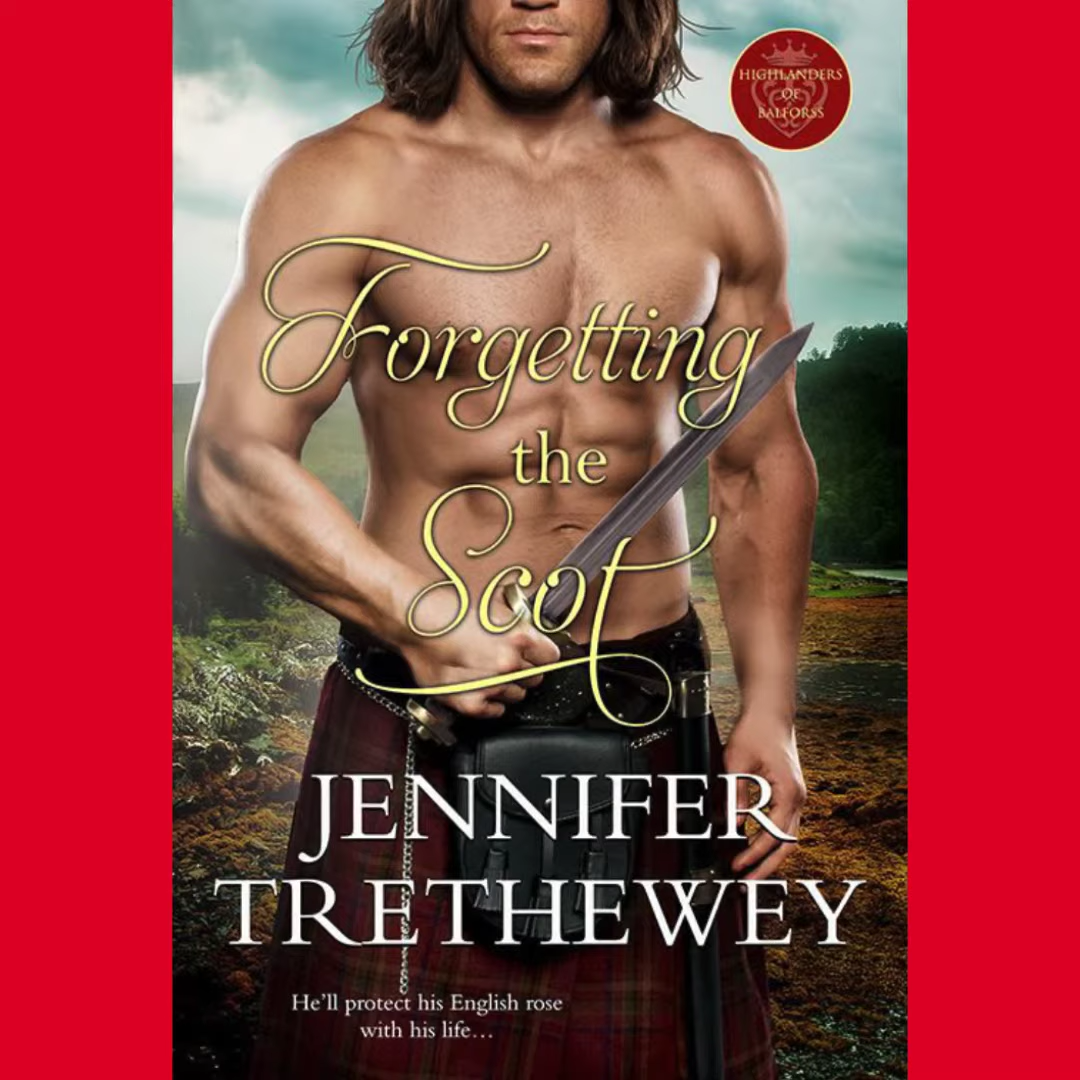 HIGHLANDERS
OF
BALFORSS
Forgetting
the
Scot
JENNIFER
TRETHEWEY
He'll protect his English rose
with his life...